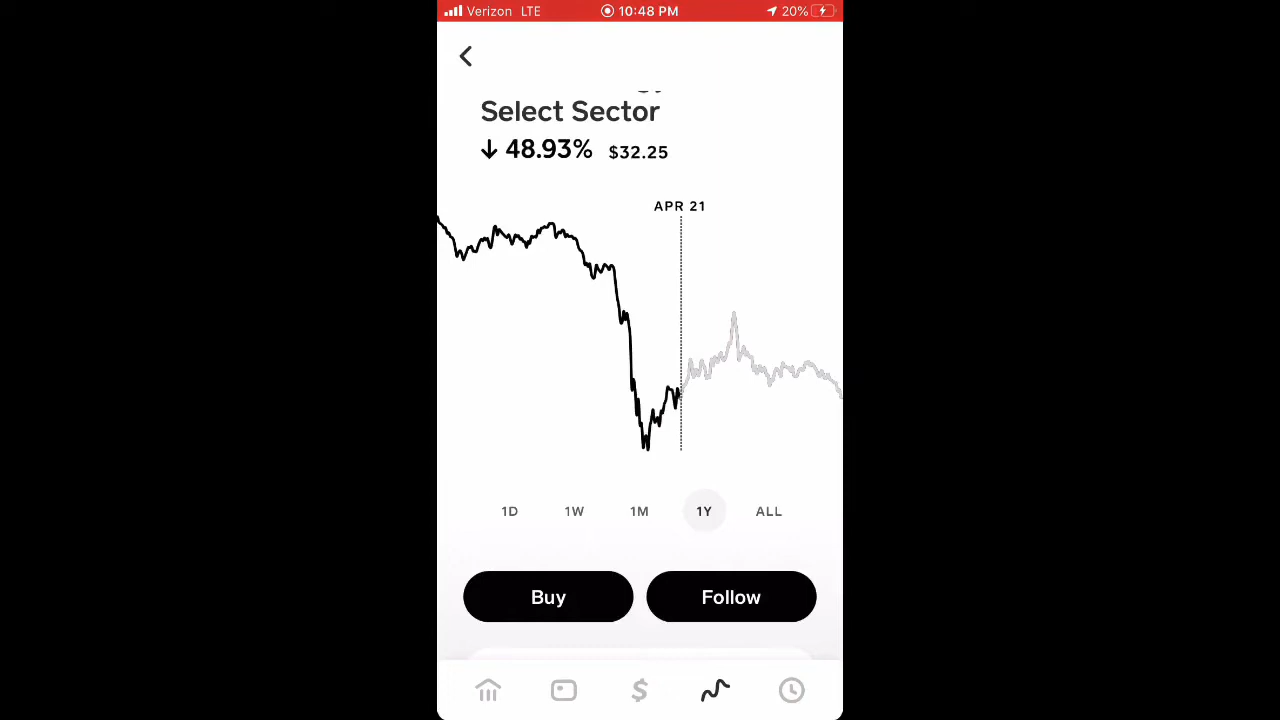 Verizon LTE 10:48 PM 20%
Select Sector
48.93% $32.25
APR 21
1D 1W 1M 1Y ALL
Buy Follow
$